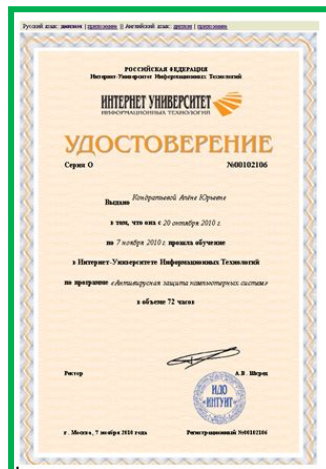 Русский язык: диплом | приложение || Английский язык: диплом | приложение
РОССИЙСКАЯ ФЕДЕРАЦИЯ
Интернет-Университет Информационных Технологий
ИНТЕРНЕТ УНИВЕРСИТЕТ
ИНФОРМАЦИОННЫХ ТЕХНОЛОГИЙ
УДОСТОВЕРЕНИЕ
Серия О №00102106
Выдано Кондратьевой Алёне Юрьевне
в том, что она с 20 октября 2010 г.
по 7 ноября 2010 г. прошла обучение
в Интернет-Университете Информационных Технологий
по программе «Антивирусная защита компьютерных систем»
в объеме 72 часов
Ректор А.В. Шкред
НДО
«ИНТУИТ»
г. Москва, 7 ноября 2010 года Регистрационный №00102106